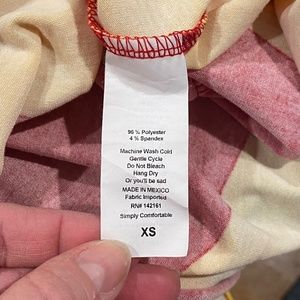 96 % Polyester
4 % Spandex
Machine Wash Cold
Gentle Cycle
Do Not Bleach
Hang Dry
Or you'll be sad
MADE IN MEXICO
Fabric Imported
RN# 142161
Simply Comfortable
XS